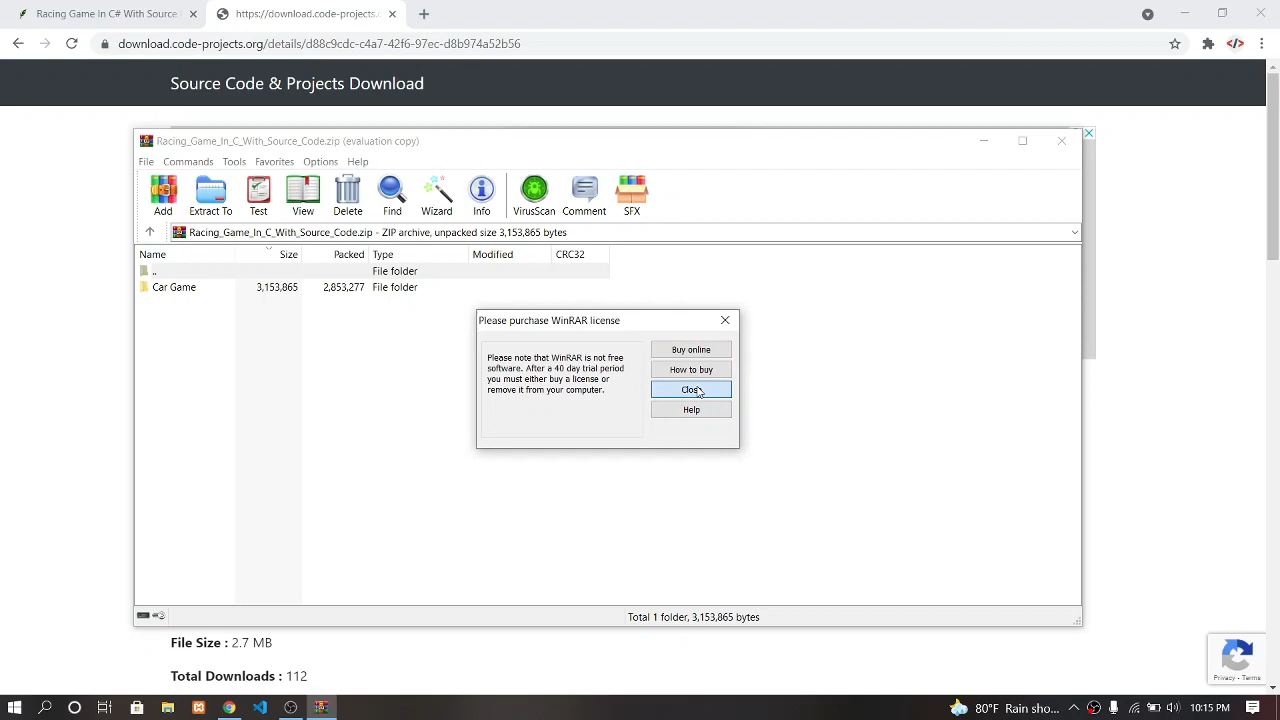 Racing Game In C# With Source
https://download.code-projects.
download.code-projects.org/details/d88c9cdc-c4a7-42f6-97ec-d8b974a52b56
Source Code & Projects Download
Racing_Game_In_C_With_Source_Code.zip (evaluation copy)
File Commands Tools Favorites Options Help
Add Extract To Test View Delete Find Wizard Info VirusScan Comment SFX
Racing_Game_In_C_With_Source_Code.zip - ZIP archive, unpacked size 3,153,865 bytes
Name Size Packed Type Modified CRC32
.. File folder
Car Game 3,153,865 2,853,277 File folder
Please purchase WinRAR license
Please note that WinRAR is not free
software. After a 40 day trial period
you must either buy a license or
remove it from your computer.
Buy online
How to buy
Close
Help
Total 1 folder, 3,153,865 bytes
File Size : 2.7 MB
Total Downloads : 112
Privacy - Terms
80°F Rain sho... 10:15 PM